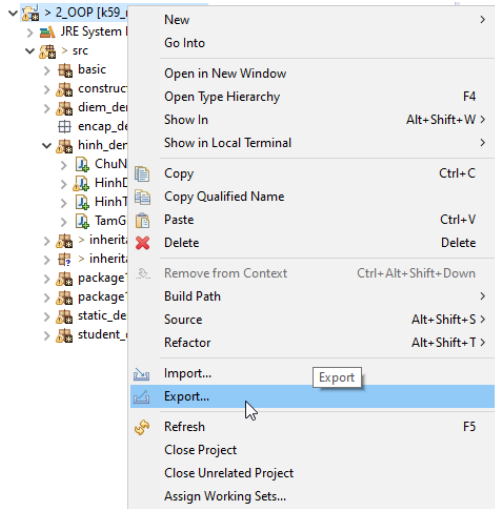 > 2_OOP [k59_
New
JRE System
Go Into
> src
basic
Open in New Window
construc
Open Type Hierarchy F4
diem_de
Show In Alt+Shift+W >
encap_de
Show in Local Terminal
hinh_der
ChuN
Copy Ctrl+C
HinhD
Copy Qualified Name
HinhT
Paste Ctrl+V
TamG
Delete Delete
> inherita
> inherita
Remove from Context Ctrl+Alt+Shift+Down
package
Build Path
package
Source Alt+Shift+S >
static_de
Refactor Alt+Shift+T >
student_
Import...
Export
Export...
Refresh F5
Close Project
Close Unrelated Project
Assign Working Sets...